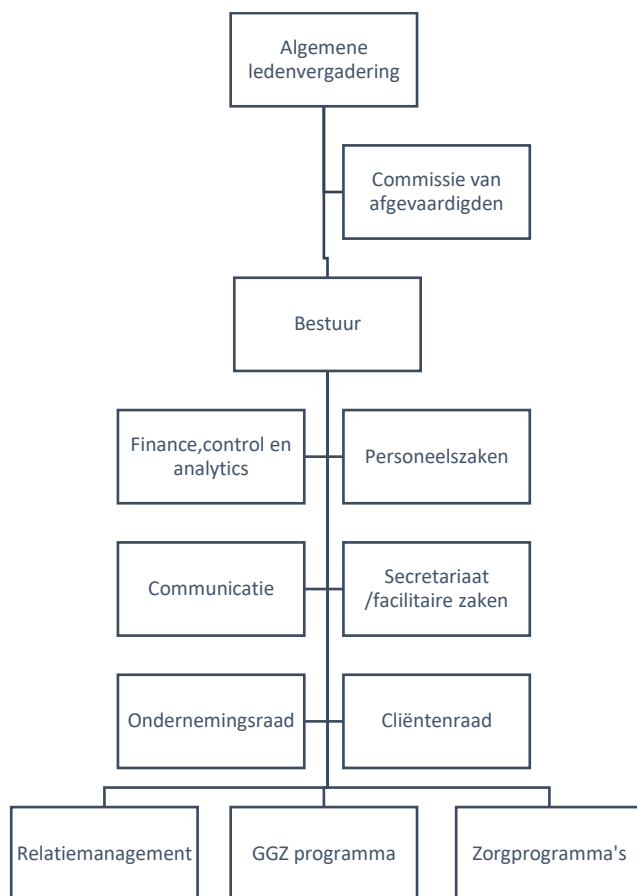 Algemene
ledenvergadering
Commissie van
afgevaardigden
Bestuur
Finance,control en
analytics
Personeelszaken
Communicatie
Secretariaat
/facilitaire zaken
Ondernemingsraad
Cliëntenraad
Relatiemanagement
GGZ programma
Zorgprogramma's